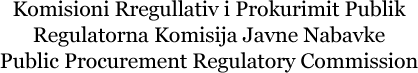 Komisioni Rregullativ i Prokurimit Publik
Regulatorna Komisija Javne Nabavke
Public Procurement Regulatory Commission